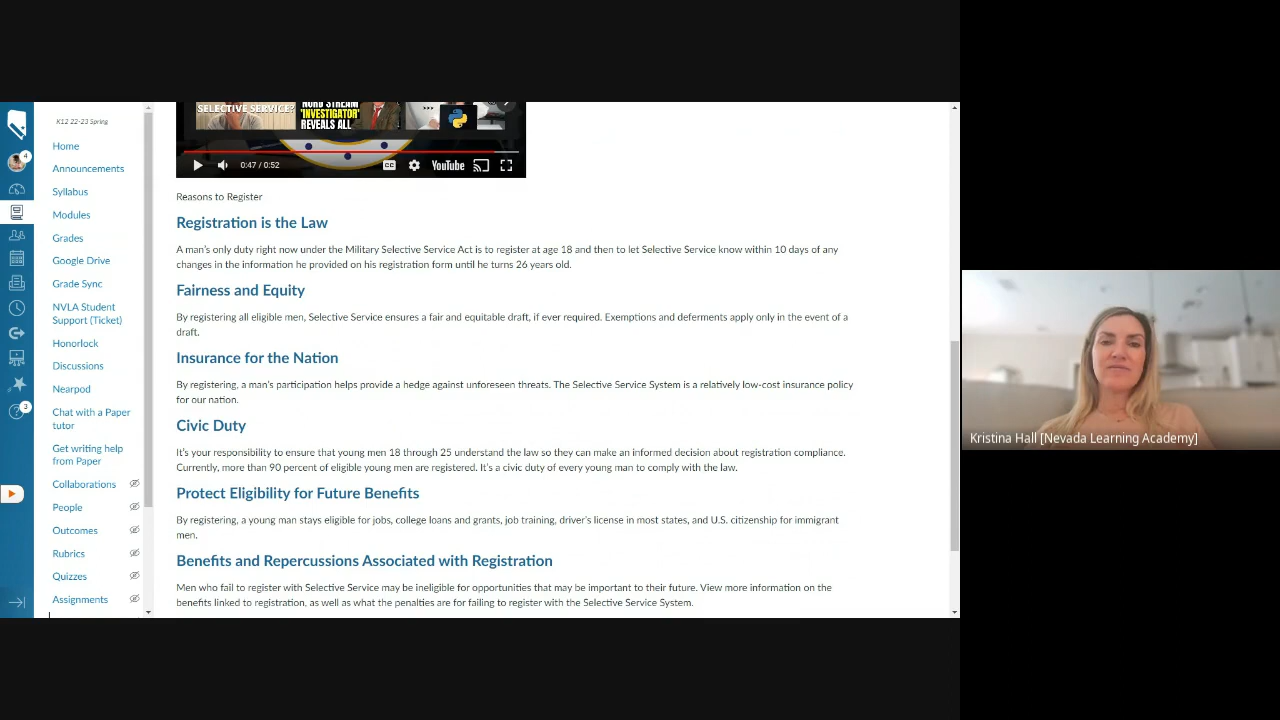 SELECTIVE SERVICE?
NORD STREAM
'INVESTIGATOR'
REVEALS ALL
0:47 / 0:52
CC
YouTube
K12 22-23 Spring
Home
Announcements
Syllabus
Modules
Grades
Google Drive
Grade Sync
NVLA Student
Support (Ticket)
Honorlock
Discussions
Nearpod
Chat with a Paper
tutor
Get writing help
from Paper
Collaborations
People
Outcomes
Rubrics
Quizzes
Assignments
4
3
Reasons to Register
Registration is the Law
A man's only duty right now under the Military Selective Service Act is to register at age 18 and then to let Selective Service know within 10 days of any
changes in the information he provided on his registration form until he turns 26 years old.
Fairness and Equity
By registering all eligible men, Selective Service ensures a fair and equitable draft, if ever required. Exemptions and deferments apply only in the event of a
draft.
Insurance for the Nation
By registering, a man's participation helps provide a hedge against unforeseen threats. The Selective Service System is a relatively low-cost insurance policy
for our nation.
Civic Duty
It's your responsibility to ensure that young men 18 through 25 understand the law so they can make an informed decision about registration compliance.
Currently, more than 90 percent of eligible young men are registered. It's a civic duty of every young man to comply with the law.
Protect Eligibility for Future Benefits
By registering, a young man stays eligible for jobs, college loans and grants, job training, driver's license in most states, and U.S. citizenship for immigrant
men.
Benefits and Repercussions Associated with Registration
Men who fail to register with Selective Service may be ineligible for opportunities that may be important to their future. View more information on the
benefits linked to registration, as well as what the penalties are for failing to register with the Selective Service System.
Kristina Hall [Nevada Learning Academy]